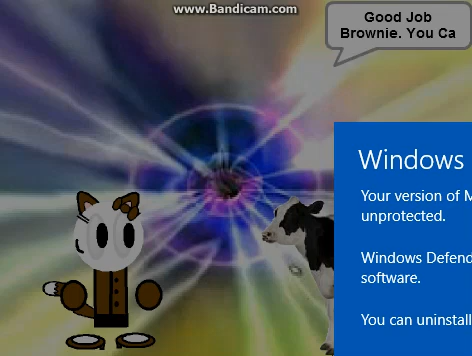 www.Bandicam.com
Good Job
Brownie. You Ca
Windows
Your version of M
unprotected.
Windows Defend
software.
You can uninstall